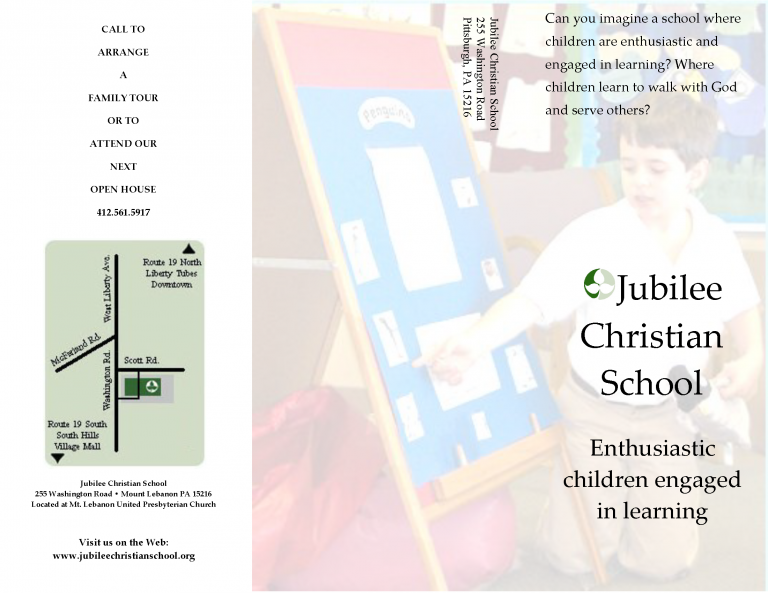 CALL TO
ARRANGE
A
FAMILY TOUR
OR TO
ATTEND OUR
NEXT
OPEN HOUSE
412.561.5917
Route 19 North
Liberty Tubes
Downtown
West Liberty Ave.
McFarland Rd.
Washington Rd.
Scott Rd.
Route 19 South
South Hills
Village Mall
Jubilee Christian School
255 Washington Road • Mount Lebanon PA 15216
Located at Mt. Lebanon United Presbyterian Church
Visit us on the Web:
www.jubileechristianschool.org
Jubilee Christian School
255 Washington Road
Pittsburgh, PA 15216
Penguins
Can you imagine a school where
children are enthusiastic and
engaged in learning? Where
children learn to walk with God
and serve others?
Jubilee
Christian
School
Enthusiastic
children engaged
in learning